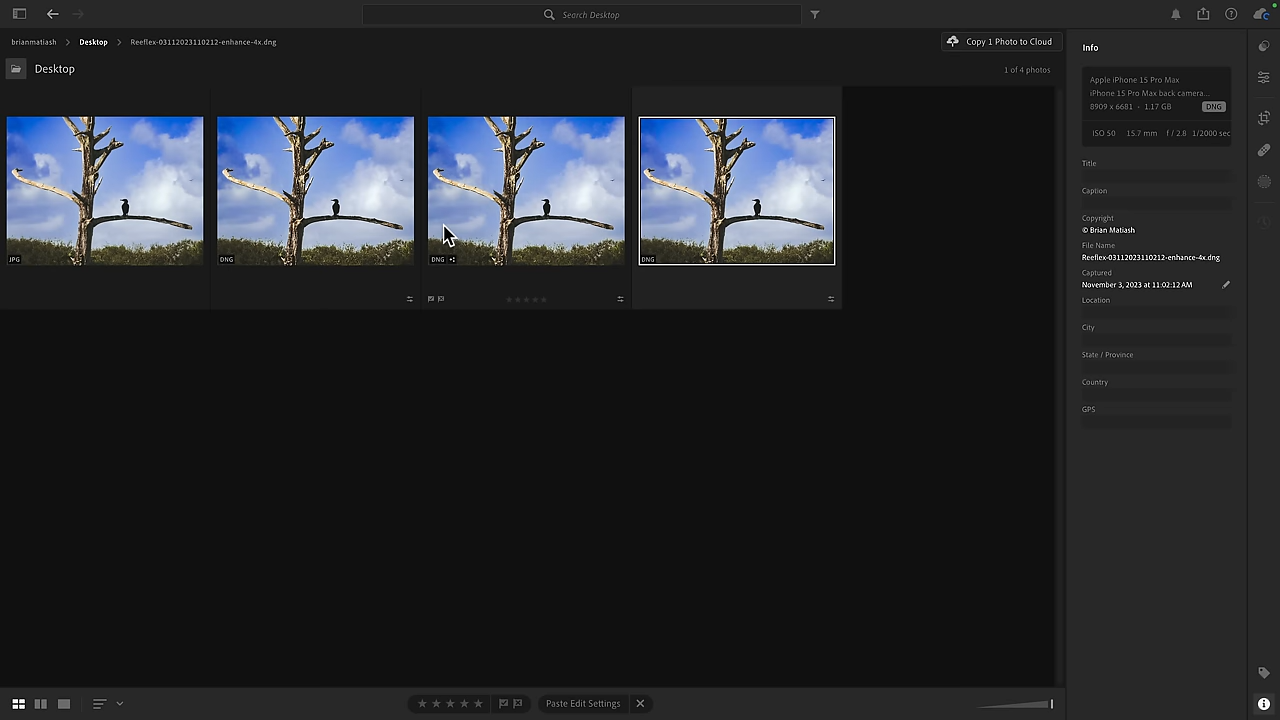 Search Desktop
brianmatiash
Desktop
Reeflex-03112023110212-enhance-4x.dng
Copy 1 Photo to Cloud
Desktop
1 of 4 photos
JPG
DNG
DNG
DNG
Info
Apple iPhone 15 Pro Max
iPhone 15 Pro Max back camera...
8909 x 6681 - 1.17 GB
DNG
ISO 50 15.7 mm f / 2.8 1/2000 sec
Title
Caption
Copyright
© Brian Matiash
File Name
Reeflex-03112023110212-enhance-4x.dng
Captured
November 3, 2023 at 11:02:12 AM
Location
City
State / Province
Country
GPS
Paste Edit Settings